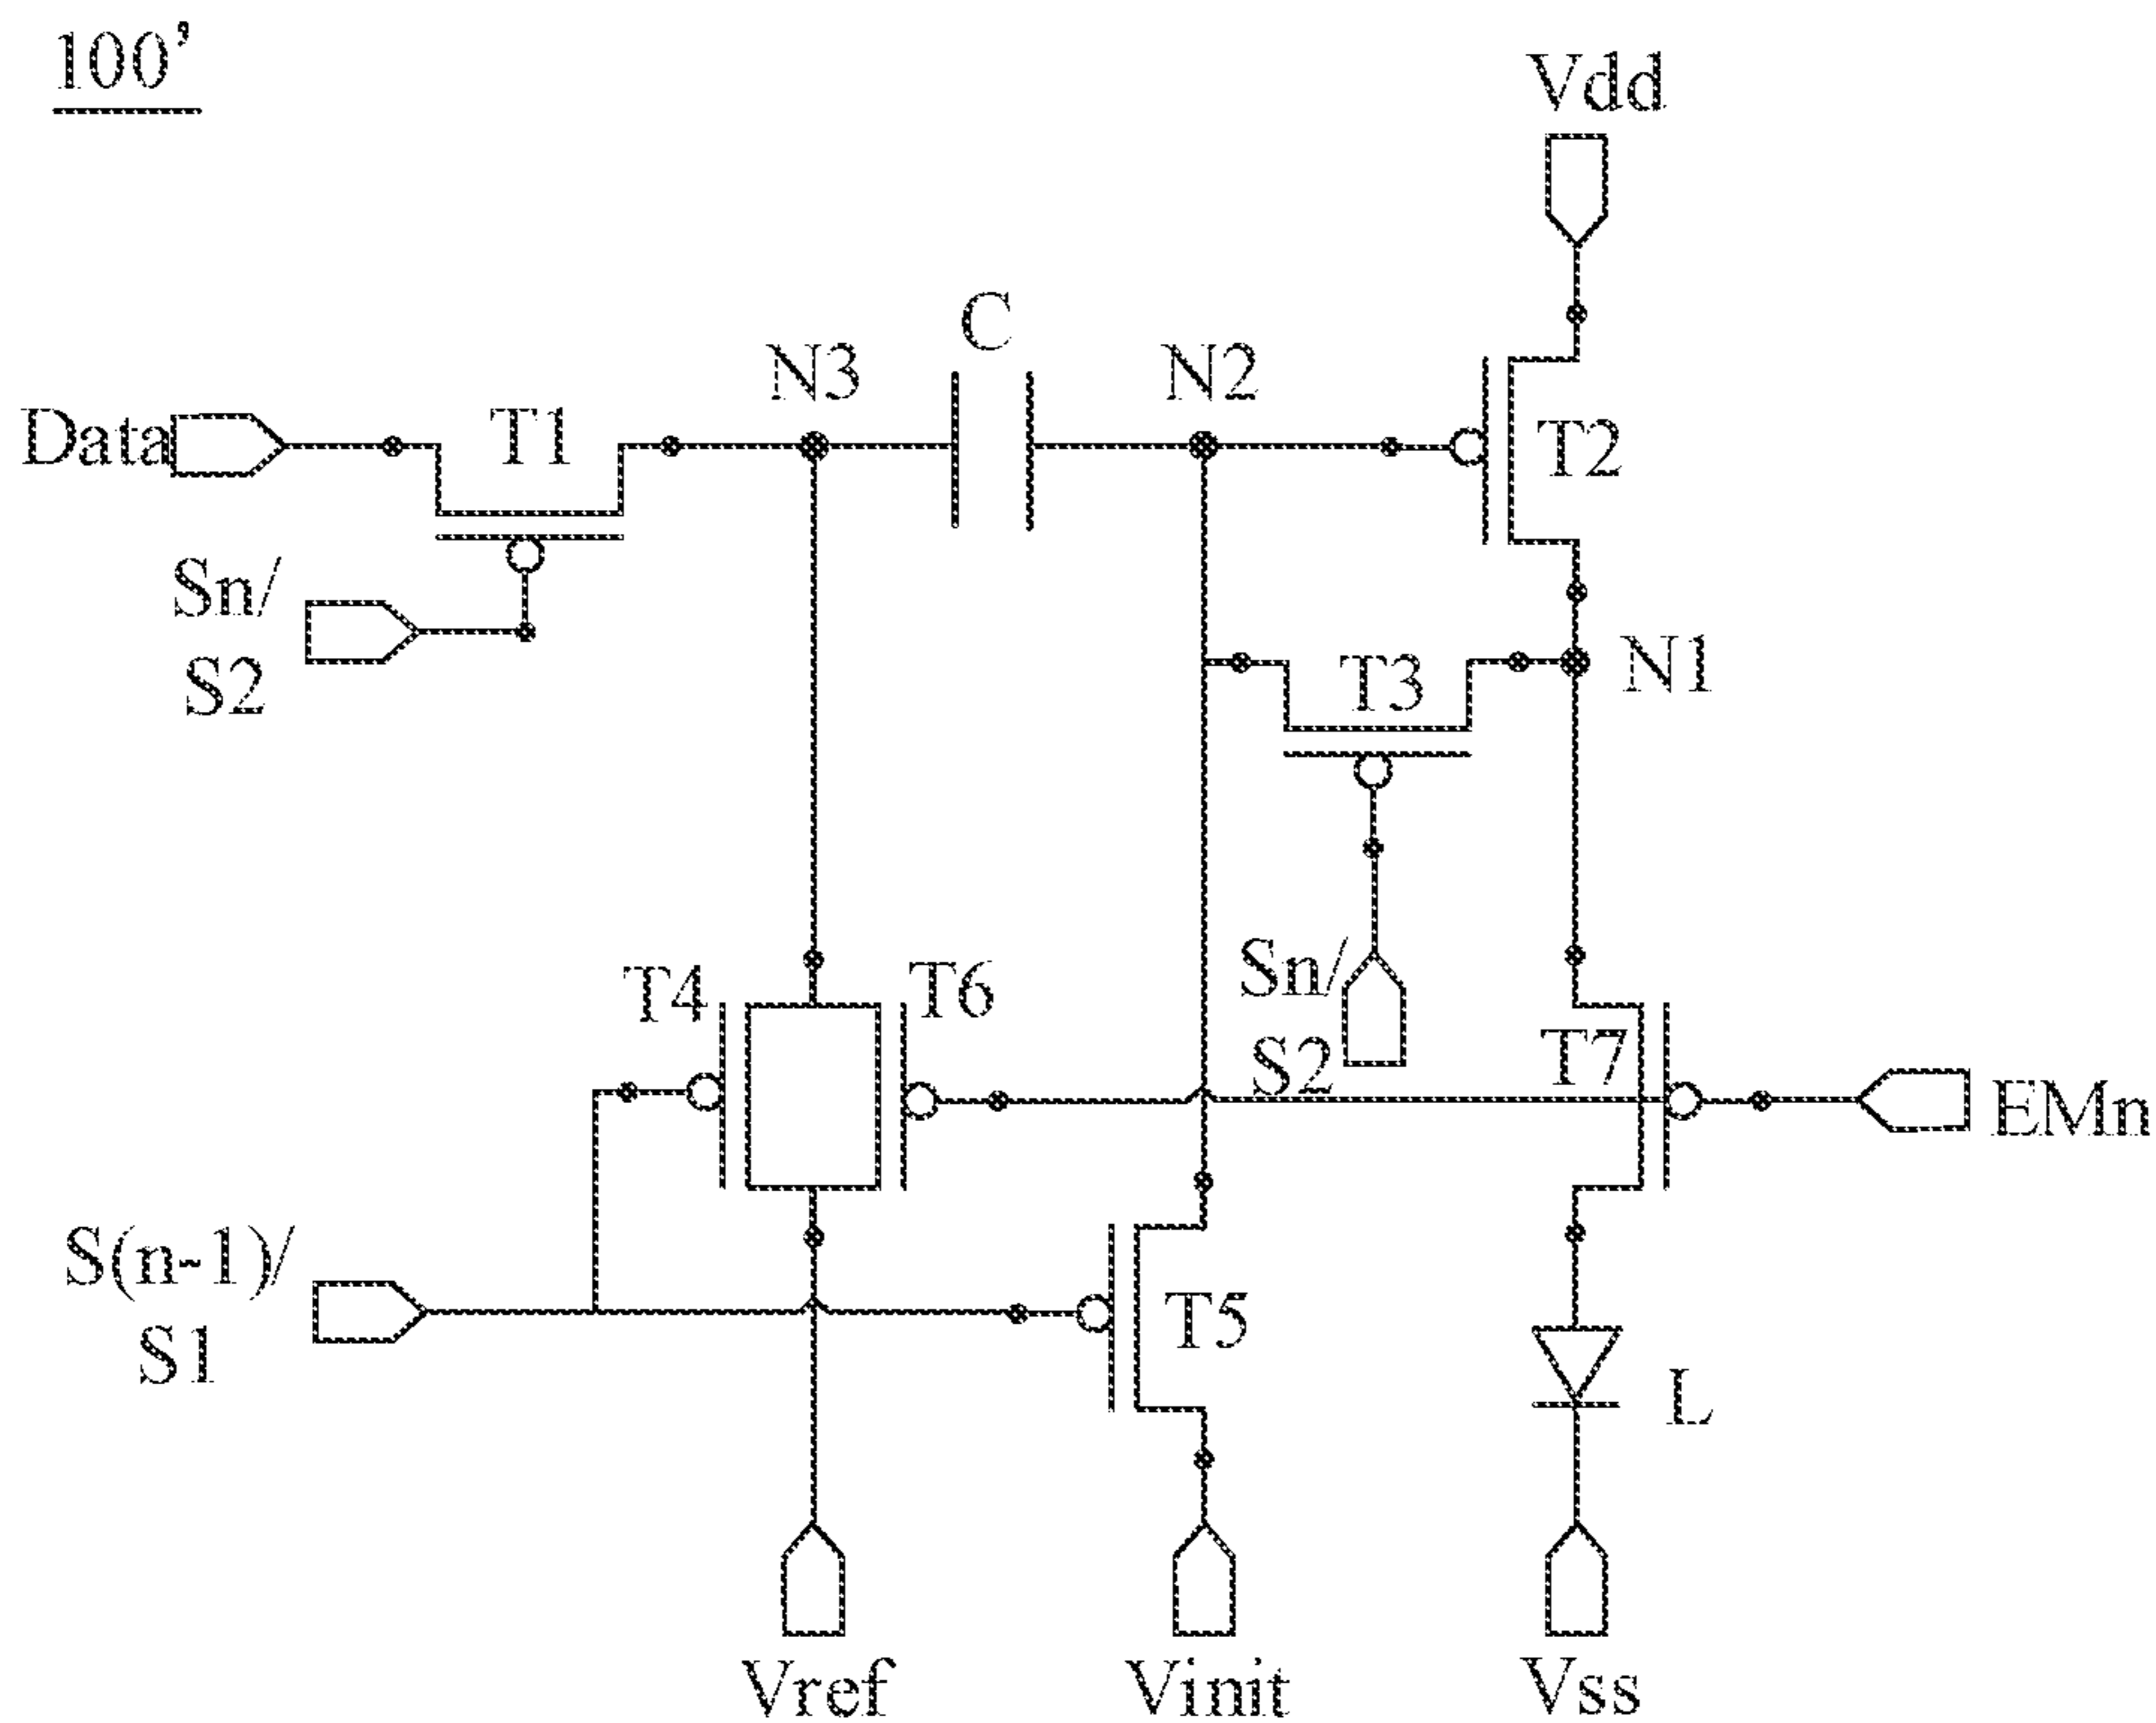 100'
Vdd
C
N3
N2
Data
T1
T2
Sn/
S2
T3
N1
T4
T6
Sn/
S2
T7
EMn
S(n-1)/
S1
T5
L
Vref
Vinit
Vss